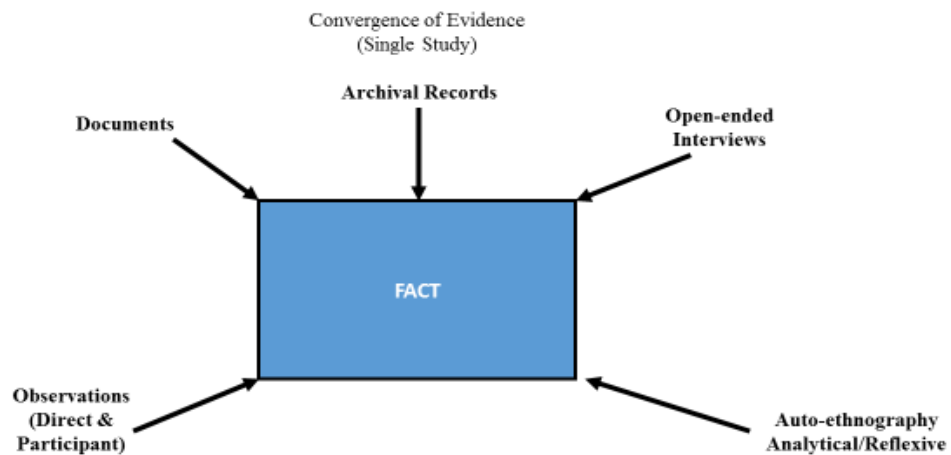 Convergence of Evidence
(Single Study)
Archival Records
Documents
Open-ended
Interviews
FACT
Observations
(Direct &
Participant)
Auto-ethnography
Analytical/Reflexive